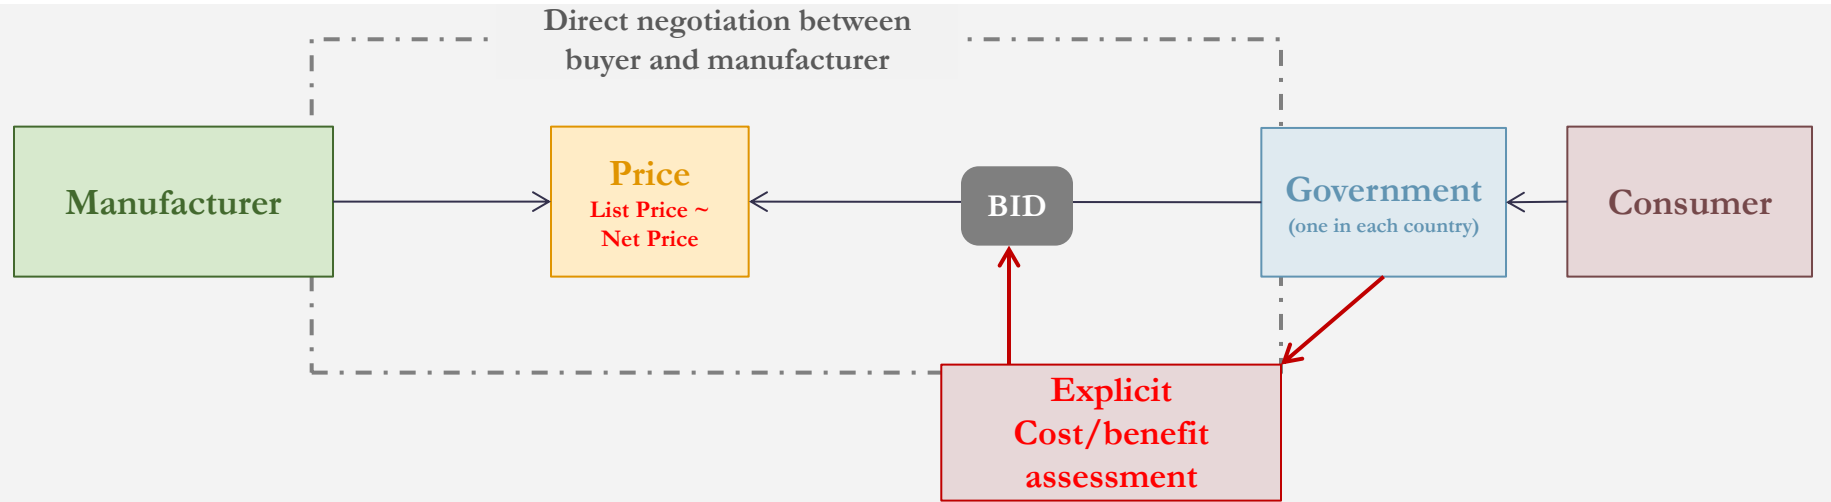 Direct negotiation between
buyer and manufacturer
Manufacturer
Price
List Price ~
Net Price
BID
Government
(one in each country)
Consumer
Explicit
Cost/benefit
assessment